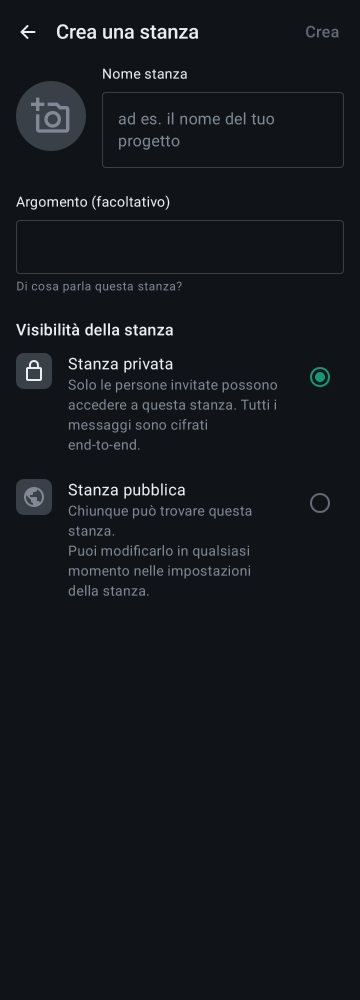 Crea una stanza
Crea
Nome stanza
ad es. il nome del tuo
progetto
Argomento (facoltativo)
Di cosa parla questa stanza?
Visibilità della stanza
Stanza privata
Solo le persone invitate possono
accedere a questa stanza. Tutti i
messaggi sono cifrati
end-to-end.
Stanza pubblica
Chiunque può trovare questa
stanza.
Puoi modificarlo in qualsiasi
momento nelle impostazioni
della stanza.